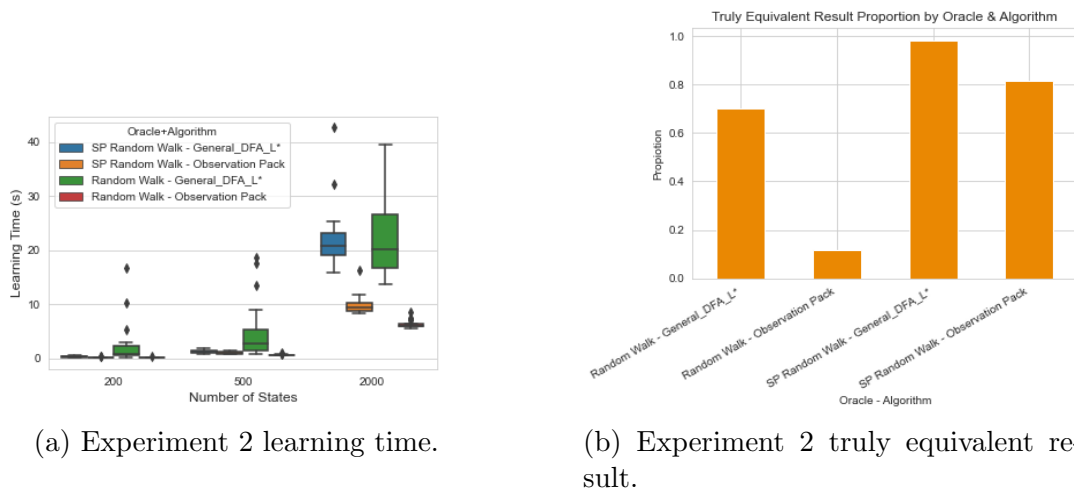 Truly Equivalent Result Proportion by Oracle & Algorithm
Oracle+Algorithm
SP Random Walk - General_DFA_L*
SP Random Walk - Observation Pack
Random Walk - General_DFA_L*
Random Walk - Observation Pack
Learning Time (s)
40
30
20
10
0
200
500
2000
Number of States
Propiotion
1.0
0.8
0.6
0.4
0.2
0.0
Random Walk - General_DFA_L*
Random Walk - Observation Pack
SP Random Walk - General_DFA_L*
SP Random Walk - Observation Pack
Oracle - Algorithm
(a) Experiment 2 learning time.
(b) Experiment 2 truly equivalent re-
sult.